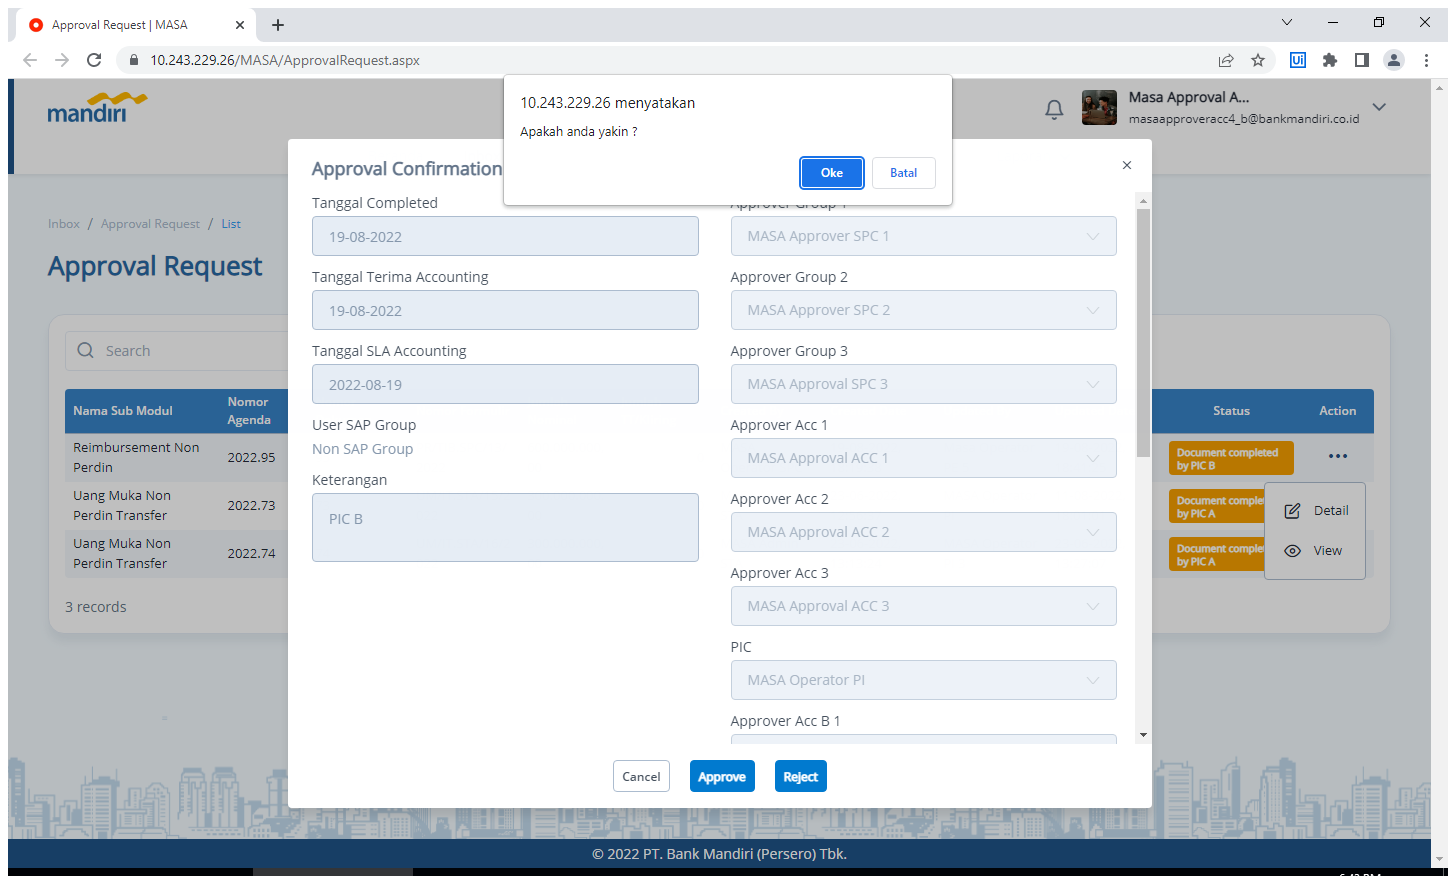 Approval Request | MASA
10.243.229.26/MASA/ApprovalRequest.aspx
Ui
mandiri
Masa Approval A...
masaapproveracc4_b@bankmandiri.co.id
10.243.229.26 menyatakan
Apakah anda yakin ?
Oke
Batal
Inbox / Approval Request / List
Approval Request
Search
Nama Sub Modul
Nomor
Agenda
Status
Action
Reimbursement Non
Perdin
2022.95
Document completed
by PIC B
Uang Muka Non
Perdin Transfer
2022.73
Document comple
by PIC A
Uang Muka Non
Perdin Transfer
2022.74
Document comple
by PIC A
Detail
View
3 records
Approval Confirmation
Tanggal Completed
19-08-2022
Tanggal Terima Accounting
19-08-2022
Tanggal SLA Accounting
2022-08-19
User SAP Group
Non SAP Group
Keterangan
PIC B
Approver Group 1
MASA Approver SPC 1
Approver Group 2
MASA Approver SPC 2
Approver Group 3
MASA Approval SPC 3
Approver Acc 1
MASA Approval ACC 1
Approver Acc 2
MASA Approval ACC 2
Approver Acc 3
MASA Approval ACC 3
PIC
MASA Operator PI
Approver Acc B 1
Cancel
Approve
Reject
© 2022 PT. Bank Mandiri (Persero) Tbk.